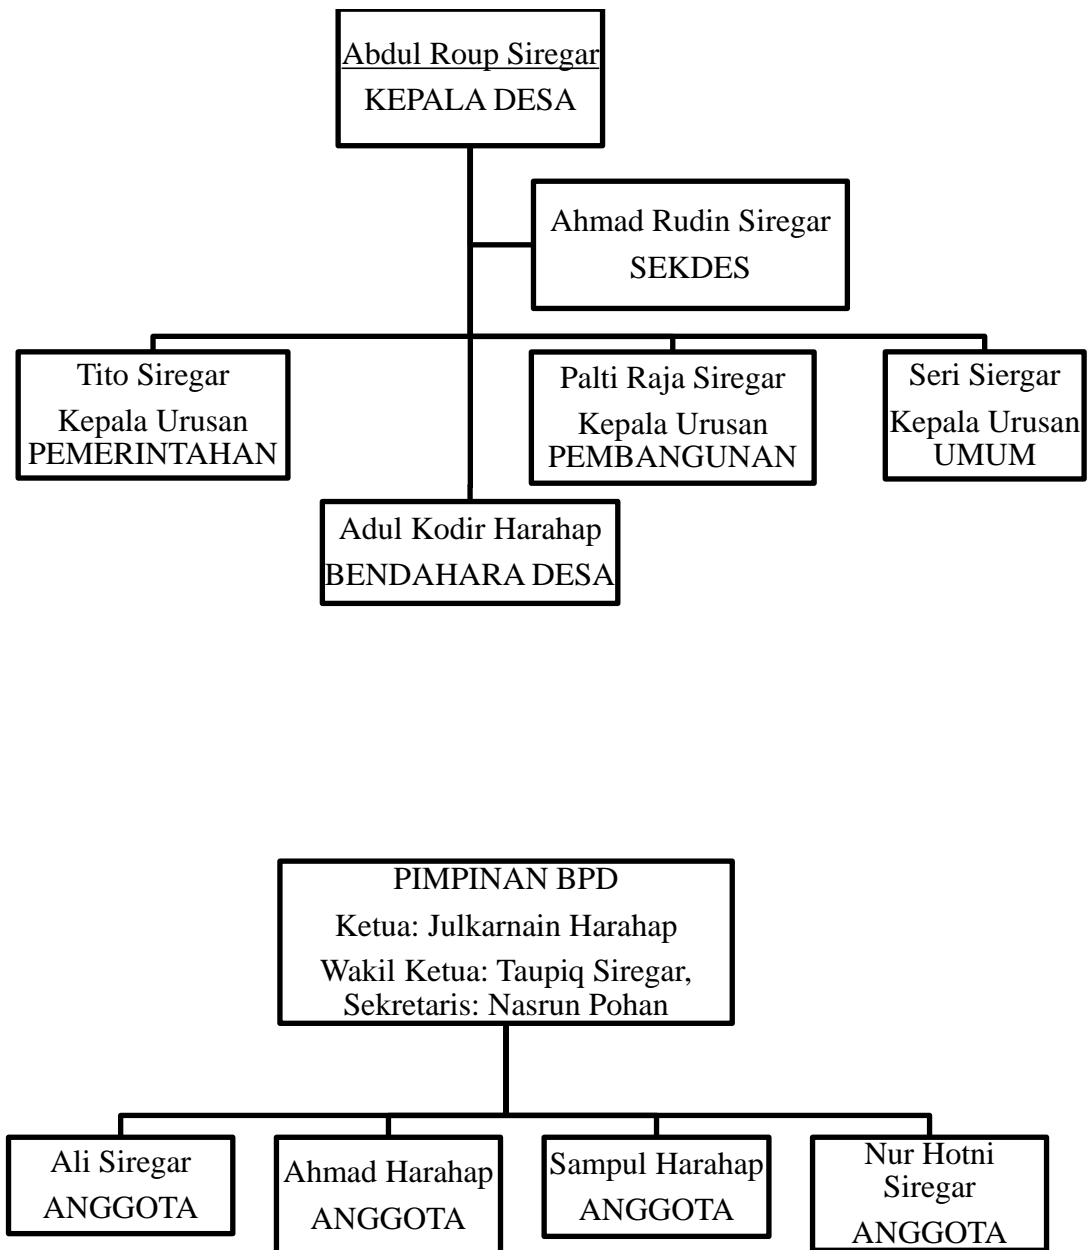 Abdul Roup Siregar
KEPALA DESA
Ahmad Rudin Siregar
SEKDES
Tito Siregar
Kepala Urusan
PEMERINTAHAN
Palti Raja Siregar
Kepala Urusan
PEMBANGUNAN
Seri Siergar
Kepala Urusan
UMUM
Adul Kodir Harahap
BENDAHARA DESA
PIMPINAN BPD
Ketua: Julkarnain Harahap
Wakil Ketua: Taupiq Siregar,
Sekretaris: Nasrun Pohan
Ali Siregar
ANGGOTA
Ahmad Harahap
ANGGOTA
Sampul Harahap
ANGGOTA
Nur Hotni
Siregar
ANGGOTA